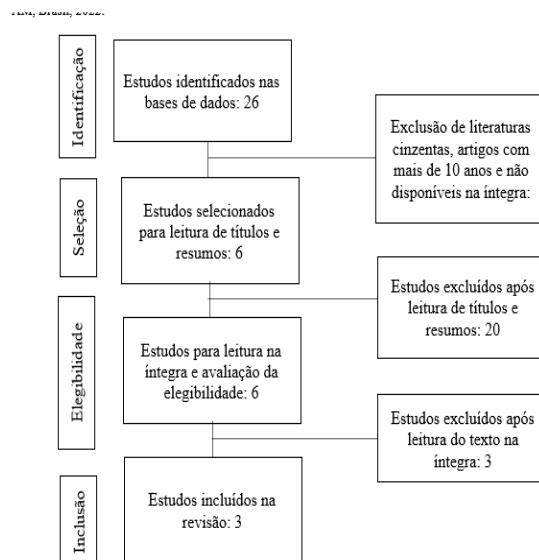 Identificação
Estudos identificados nas
bases de dados: 26
Exclusão de literaturas
cinzentas, artigos com
mais de 10 anos e não
disponíveis na íntegra:
Seleção
Estudos selecionados
para leitura de títulos e
resumos: 6
Estudos excluídos após
leitura de títulos e
resumos: 20
Elegibilidade
Estudos para leitura na
íntegra e avaliação da
elegibilidade: 6
Estudos excluídos após
leitura do texto na
íntegra: 3
Inclusão
Estudos incluídos na
revisão: 3